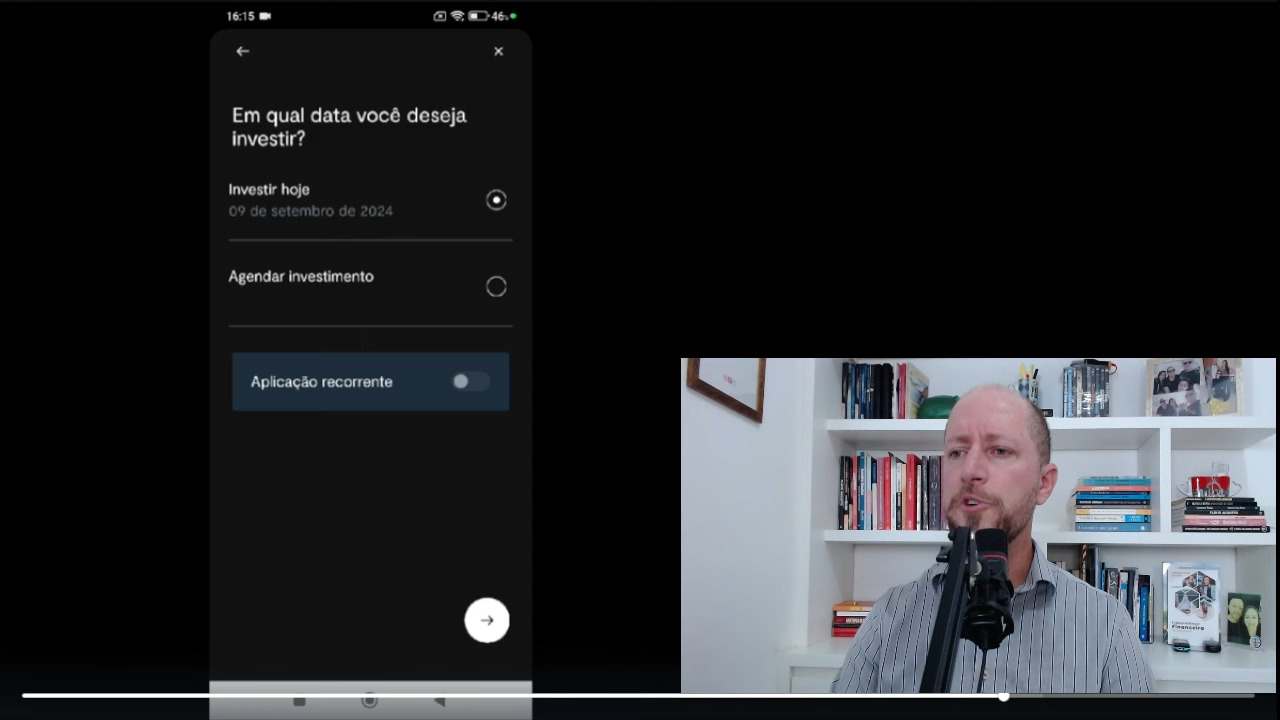 16:15
46%
Em qual data você deseja
investir?
Investir hoje
09 de setembro de 2024
Agendar investimento
Aplicação recorrente
financeira